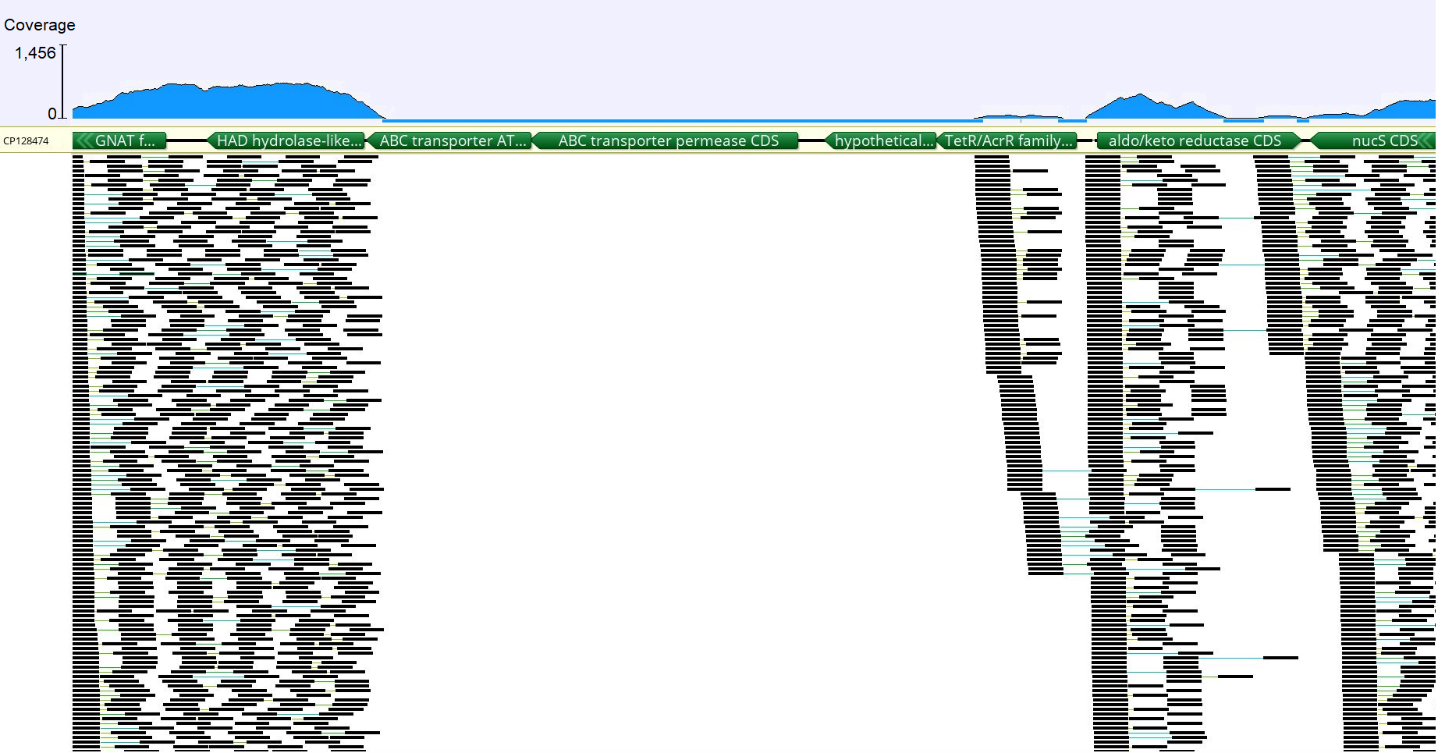 Coverage
1,456
0
CP128474 GNAT f... HAD hydrolase-like... ABC transporter AT... ABC transporter permease CDS hypothetical... TetR/AcrR family... aldo/keto reductase CDS nucS CDS